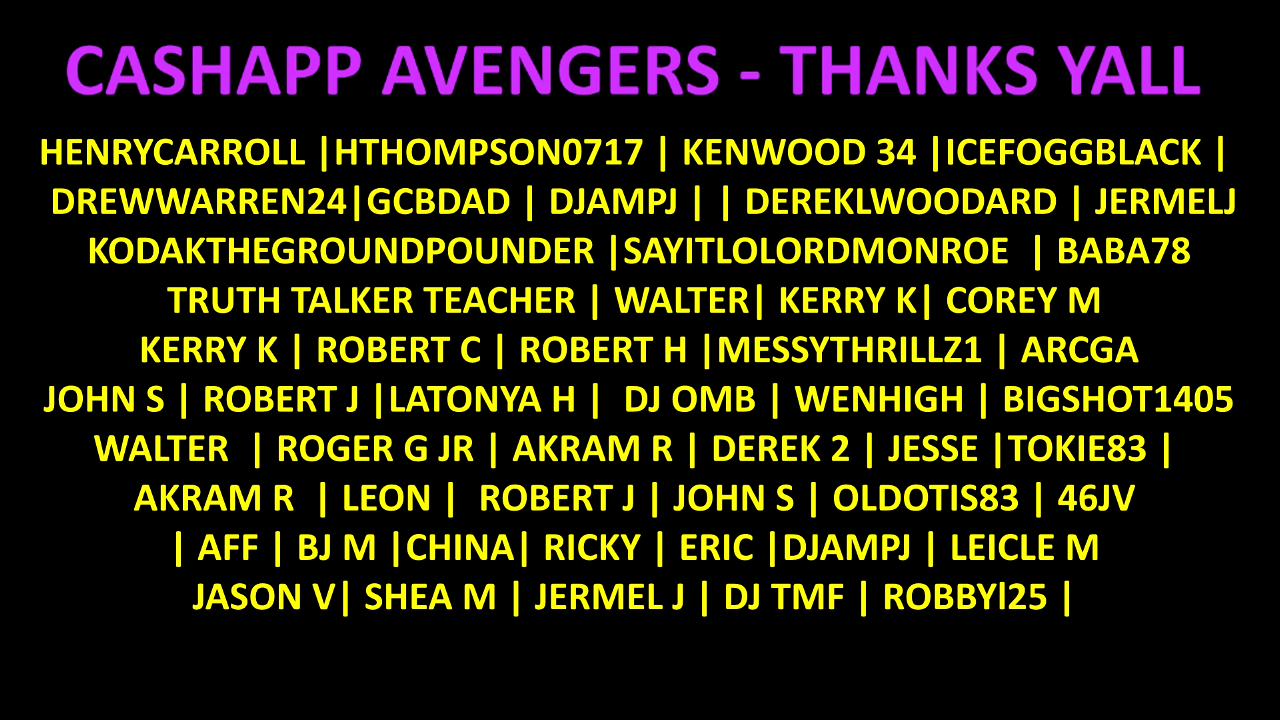 CASHAPP AVENGERS - THANKS YALL
HENRYCARROLL |HTHOMPSON0717 | KENWOOD 34 |ICEFOGGBLACK |
DREWWARREN24|GCBDAD | DJAMPJ | | DEREKLWOODARD | JERMELJ
KODAKTHEGROUNDPOUNDER |SAYITLOLORDMONROE | BABA78
TRUTH TALKER TEACHER | WALTER| KERRY K| COREY M
KERRY K | ROBERT C | ROBERT H |MESSYTHRILLZ1 | ARCGA
JOHN S | ROBERT J |LATONYA H | DJ OMB | WENHIGH | BIGSHOT1405
WALTER | ROGER G JR | AKRAM R | DEREK 2 | JESSE |TOKIE83 |
AKRAM R | LEON | ROBERT J | JOHN S | OLDOTIS83 | 46JV
| AFF | BJ M |CHINA| RICKY | ERIC |DJAMPJ | LEICLE M
JASON V| SHEA M | JERMEL J | DJ TMF | ROBBYl25 |